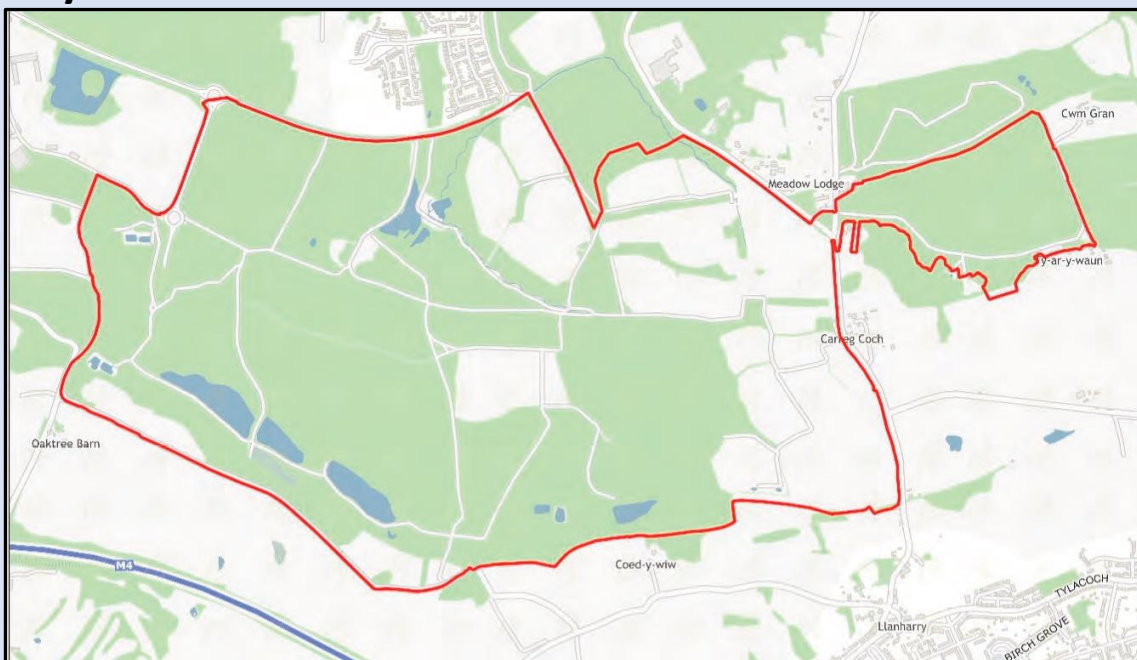 Cwm Gran
Meadow Lodge
y-ar-y-waun
Carreg Coch
Oaktree Barn
M4
Coed-y-wiw
TYLACOCH
Llanharry
BIRCH GROVE